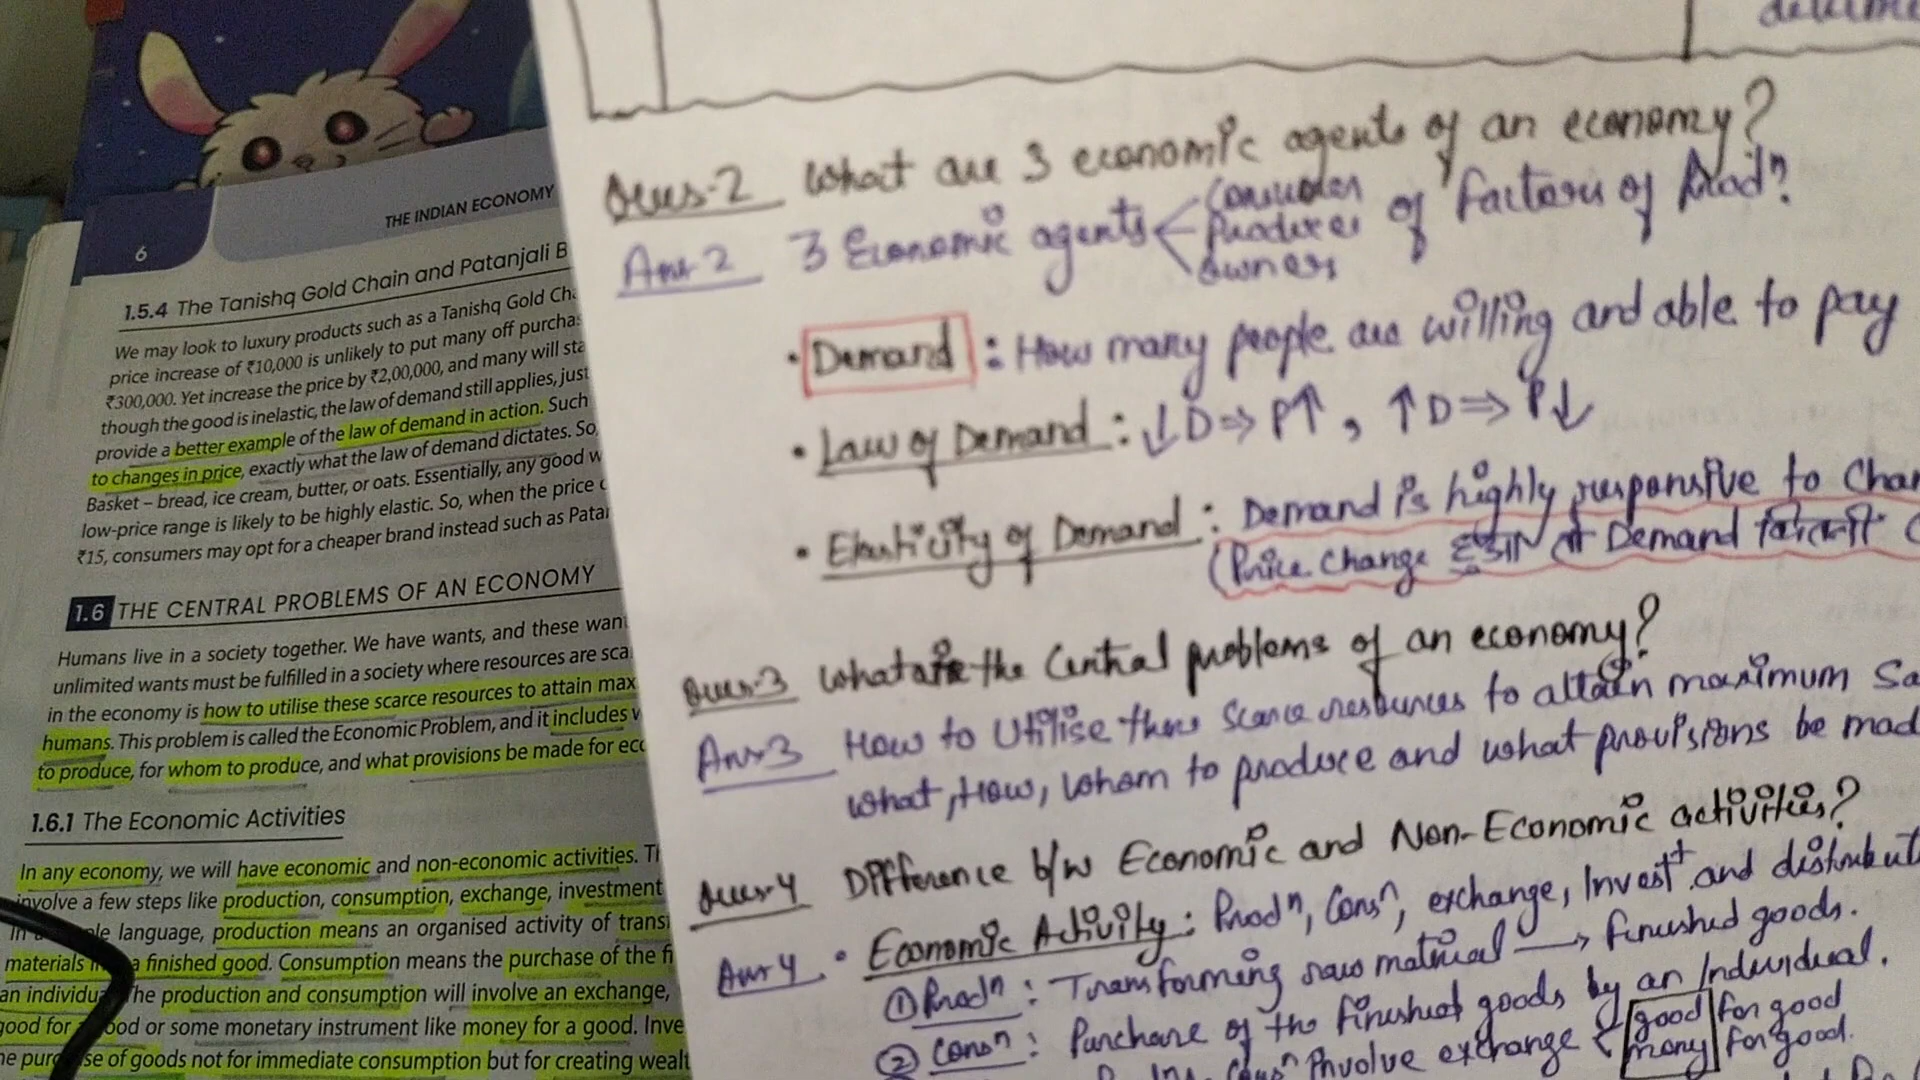 THE INDIAN ECONOMY
6
1.5.4 The Tanishq Gold Chain and Patanjali B
We may look to luxury products such as a Tanishq Gold Cha
price increase of ₹10,000 is unlikely to put many off purcha
₹300,000. Yet increase the price by ₹2,00,000, and many will sta
though the good is inelastic, the law of demand still applies, just
provide a better example of the law of demand in action. Such
to changes in price, exactly what the law of demand dictates. So,
Basket – bread, ice cream, butter, or oats. Essentially, any good w
low-price range is likely to be highly elastic. So, when the price
₹15, consumers may opt for a cheaper brand instead such as Pata
1.6 THE CENTRAL PROBLEMS OF AN ECONOMY
Humans live in a society together. We have wants, and these wan
unlimited wants must be fulfilled in a society where resources are sca
in the economy is how to utilise these scarce resources to attain max
humans. This problem is called the Economic Problem, and it includes w
to produce, for whom to produce, and what provisions be made for eco
1.6.1 The Economic Activities
In any economy, we will have economic and non-economic activities. Th
involve a few steps like production, consumption, exchange, investment
language, production means an organised activity of trans
materials a finished good. Consumption means the purchase of the fi
an individu The production and consumption will involve an exchange,
good for ood or some monetary instrument like money for a good. Inve
se of goods not for immediate consumption but for creating wealt
Ques-2 What are 3 economic agents of an economy?
Ans-2 3 Economic agents < Consumer
Producer of factors of Prodⁿ.
owners
• Demand : How many people are willing and able to pay
• Law of Demand : ↓D ⇒ P↑, ↑D ⇒ P↓
• Elasticity of Demand : Demand is highly responsive to Chan
(Price Change हुआ तो Demand कितनी
Ques-3 What are the Central problems of an economy?
Ans-3 How to Utilise these Scarce resources to attain maximum Sa
what, How, whom to produce and what provisions be mad
Ques-4 Difference b/w Economic and Non-Economic activities?
Ans-4 • Economic Activity : Prodⁿ, Consⁿ, exchange, Invest and distribut
① Prodⁿ : Transforming raw material → finished goods.
② Consⁿ : Purchase of the finished goods by an Individual.
Consⁿ involve exchange < good for good
money for good.